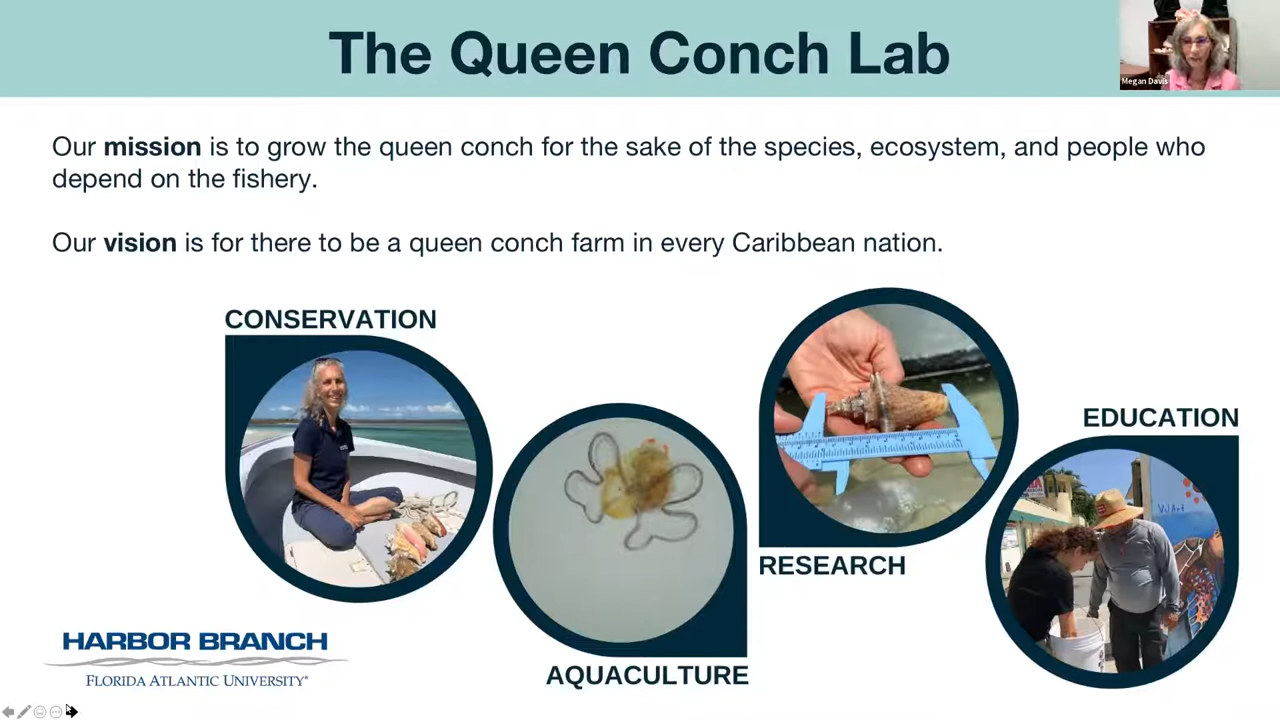 The Queen Conch Lab
Megan Davis
Our mission is to grow the queen conch for the sake of the species, ecosystem, and people who
depend on the fishery.
Our vision is for there to be a queen conch farm in every Caribbean nation.
CONSERVATION
EDUCATION
RESEARCH
AQUACULTURE
HARBOR BRANCH
FLORIDA ATLANTIC UNIVERSITY®